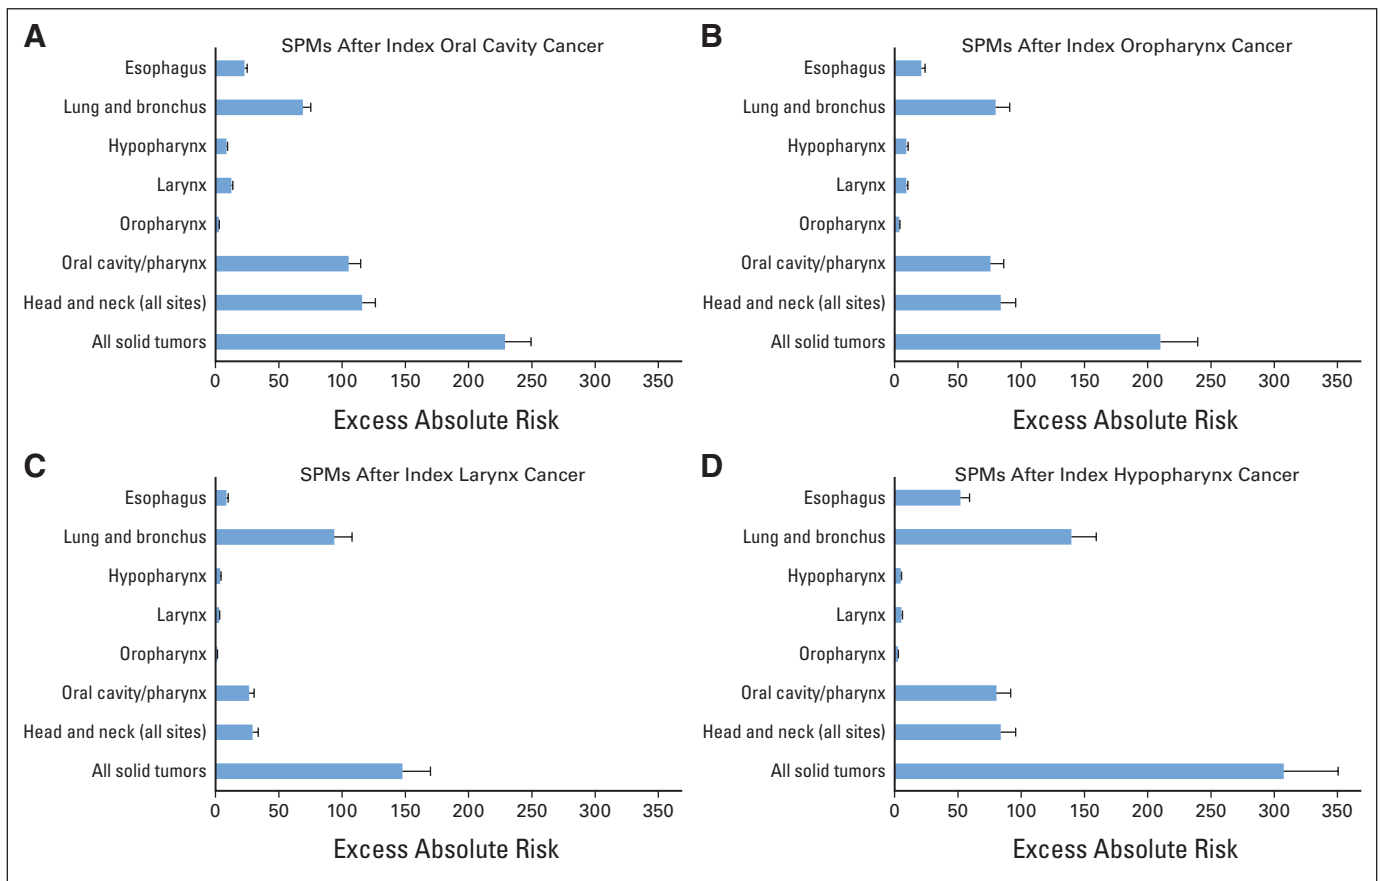 A
SPMs After Index Oral Cavity Cancer
Esophagus
Lung and bronchus
Hypopharynx
Larynx
Oropharynx
Oral cavity/pharynx
Head and neck (all sites)
All solid tumors
0 50 100 150 200 250 300 350
Excess Absolute Risk
B
SPMs After Index Oropharynx Cancer
Esophagus
Lung and bronchus
Hypopharynx
Larynx
Oropharynx
Oral cavity/pharynx
Head and neck (all sites)
All solid tumors
0 50 100 150 200 250 300 350
Excess Absolute Risk
C
SPMs After Index Larynx Cancer
Esophagus
Lung and bronchus
Hypopharynx
Larynx
Oropharynx
Oral cavity/pharynx
Head and neck (all sites)
All solid tumors
0 50 100 150 200 250 300 350
Excess Absolute Risk
D
SPMs After Index Hypopharynx Cancer
Esophagus
Lung and bronchus
Hypopharynx
Larynx
Oropharynx
Oral cavity/pharynx
Head and neck (all sites)
All solid tumors
0 50 100 150 200 250 300 350
Excess Absolute Risk